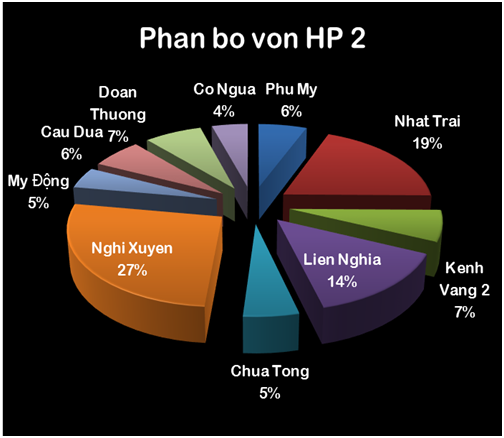 Phan bo von HP 2
Phu My
6%
Nhat Trai
19%
Kenh
Vang 2
7%
Lien Nghia
14%
Chua Tong
5%
Nghi Xuyen
27%
My Động
5%
Cau Dua
6%
Doan
Thuong
7%
Co Ngua
4%